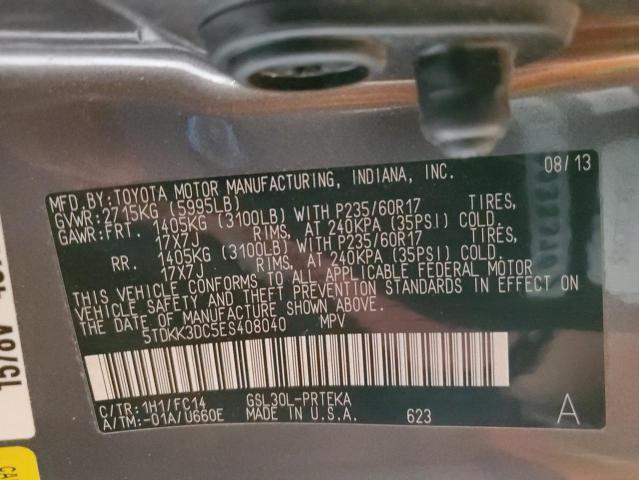 MFD. BY: TOYOTA MOTOR MANUFACTURING, INDIANA, INC. 08/13
GVWR: 2715KG (5995LB)
GAWR: FRT. 1405KG (3100LB) WITH P235/60R17 TIRES,
17X7J RIMS, AT 240KPA (35PSI) COLD.
RR. 1405KG (3100LB) WITH P235/60R17 TIRES,
17X7J RIMS, AT 240KPA (35PSI) COLD.
THIS VEHICLE CONFORMS TO ALL APPLICABLE FEDERAL MOTOR
VEHICLE SAFETY AND THEFT PREVENTION STANDARDS IN EFFECT ON
THE DATE OF MANUFACTURE SHOWN ABOVE.
5TDKK3DC5ES408040 MPV
C/TR: 1H1/FC14 GSL30L-PRTEKA
A/TM: -01A/U660E MADE IN U.S.A. 623 A